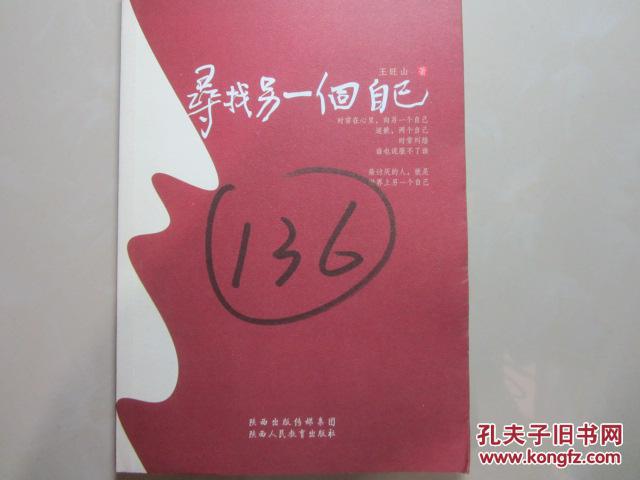 王旺山 著
尋找另一個自己
时常在心里,向另一个自己
道歉,两个自己
时常纠结
谁也说服不了谁
最讨厌的人,就是
世界上另一个自己
136
陕西出版传媒集团
陕西人民教育出版社
孔夫子旧书网
www.kongfz.com